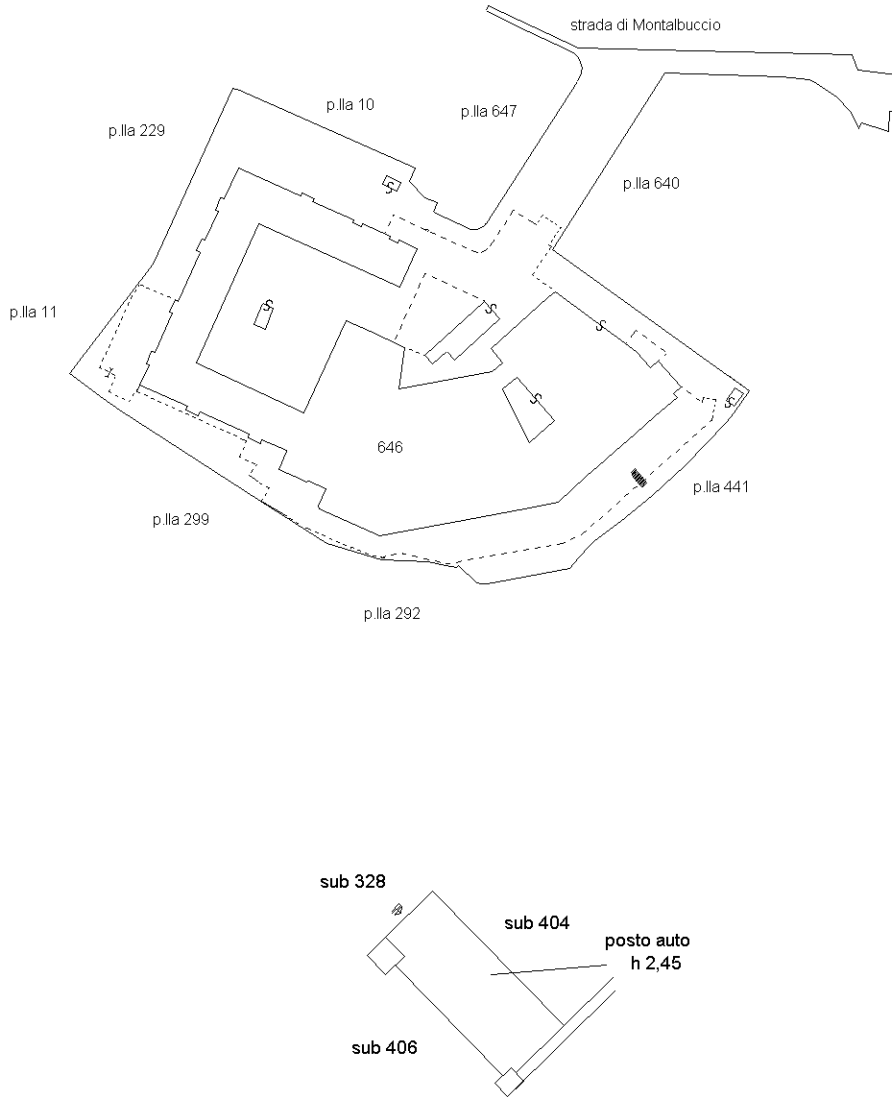 strada di Montalbuccio
p.lla 10
p.lla 647
p.lla 229
p.lla 640
p.lla 11
646
p.lla 441
p.lla 299
p.lla 292
sub 328
sub 404
posto auto
h 2,45
sub 406